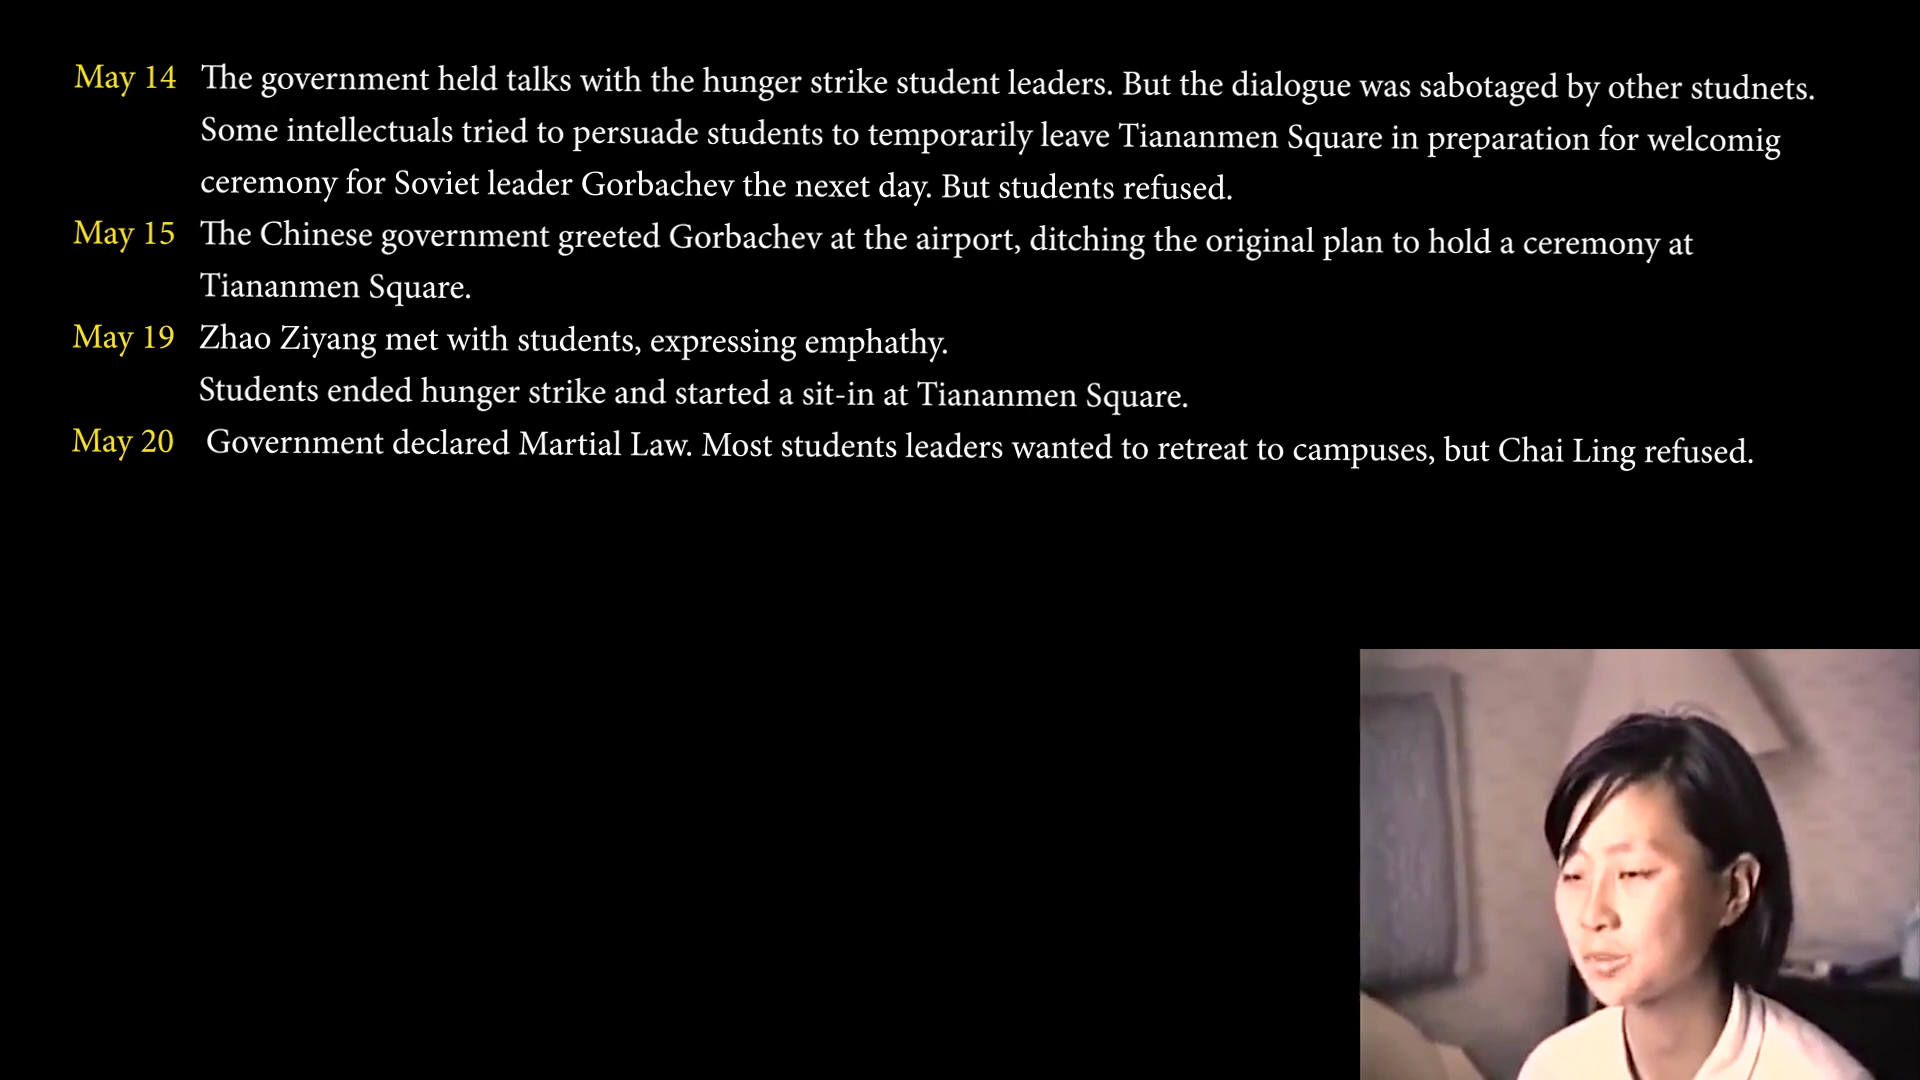 May 14 The government held talks with the hunger strike student leaders. But the dialogue was sabotaged by other studnets.
Some intellectuals tried to persuade students to temporarily leave Tiananmen Square in preparation for welcomig
ceremony for Soviet leader Gorbachev the nexet day. But students refused.
May 15 The Chinese government greeted Gorbachev at the airport, ditching the original plan to hold a ceremony at
Tiananmen Square.
May 19 Zhao Ziyang met with students, expressing emphathy.
Students ended hunger strike and started a sit-in at Tiananmen Square.
May 20 Government declared Martial Law. Most students leaders wanted to retreat to campuses, but Chai Ling refused.